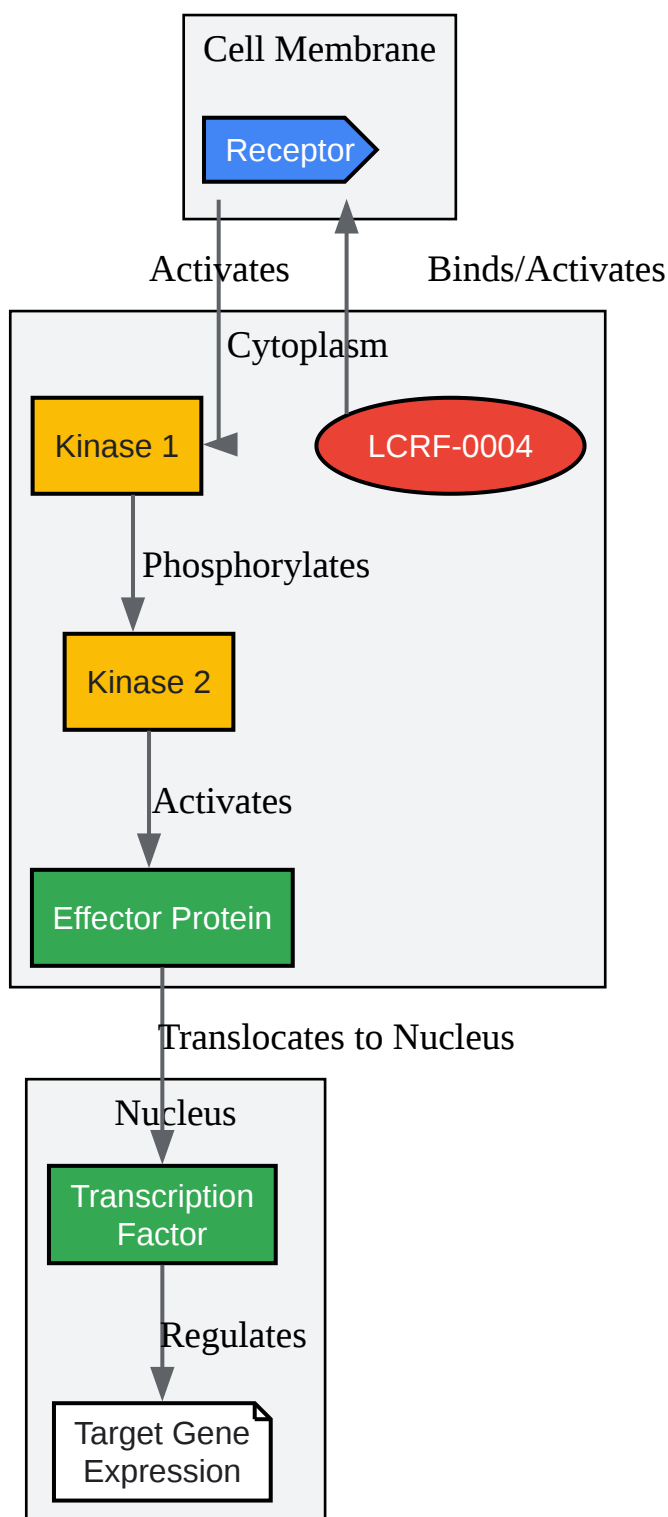 Cell Membrane
Receptor
Activates
Binds/Activates
Cytoplasm
Kinase 1
LCRF-0004
Phosphorylates
Kinase 2
Activates
Effector Protein
Translocates to Nucleus
Nucleus
Transcription
Factor
Regulates
Target Gene
Expression